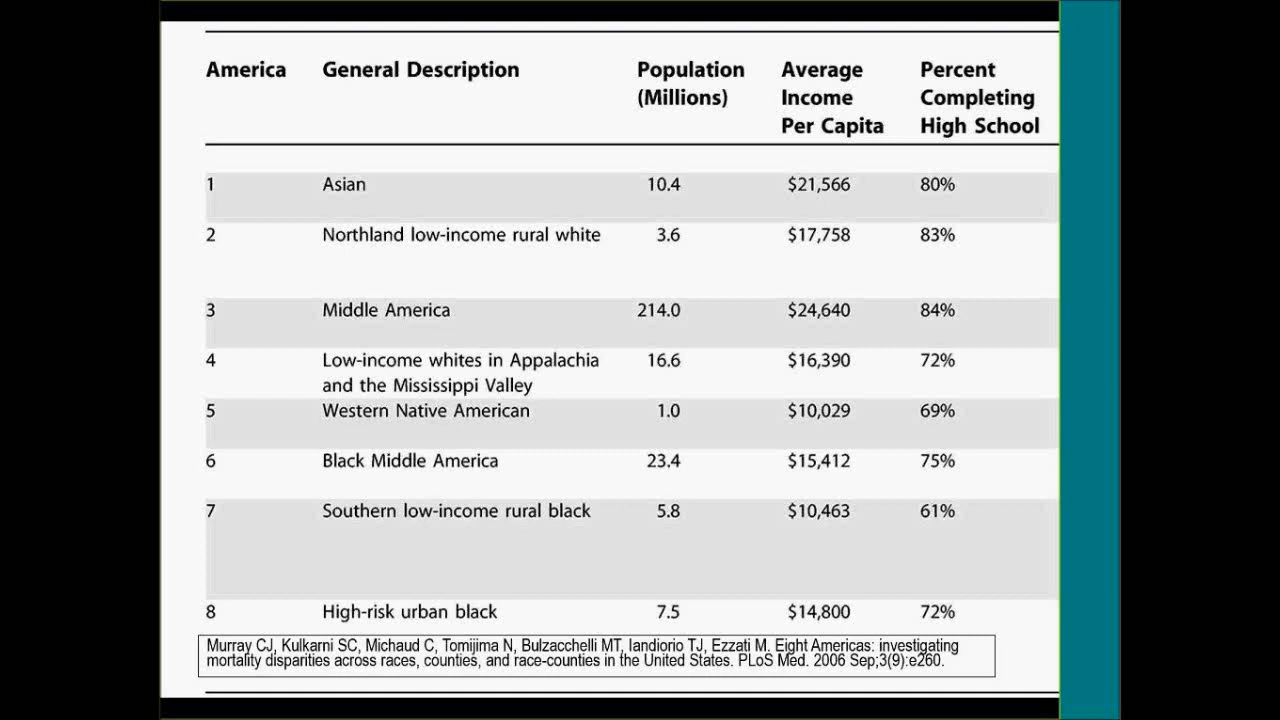 America General Description Population (Millions) Average Income Per Capita Percent Completing High School
1 Asian 10.4 $21,566 80%
2 Northland low-income rural white 3.6 $17,758 83%
3 Middle America 214.0 $24,640 84%
4 Low-income whites in Appalachia and the Mississippi Valley 16.6 $16,390 72%
5 Western Native American 1.0 $10,029 69%
6 Black Middle America 23.4 $15,412 75%
7 Southern low-income rural black 5.8 $10,463 61%
8 High-risk urban black 7.5 $14,800 72%
Murray CJ, Kulkarni SC, Michaud C, Tomijima N, Bulzacchelli MT, Iandiorio TJ, Ezzati M. Eight Americas: investigating
mortality disparities across races, counties, and race-counties in the United States. PLoS Med. 2006 Sep;3(9):e260.